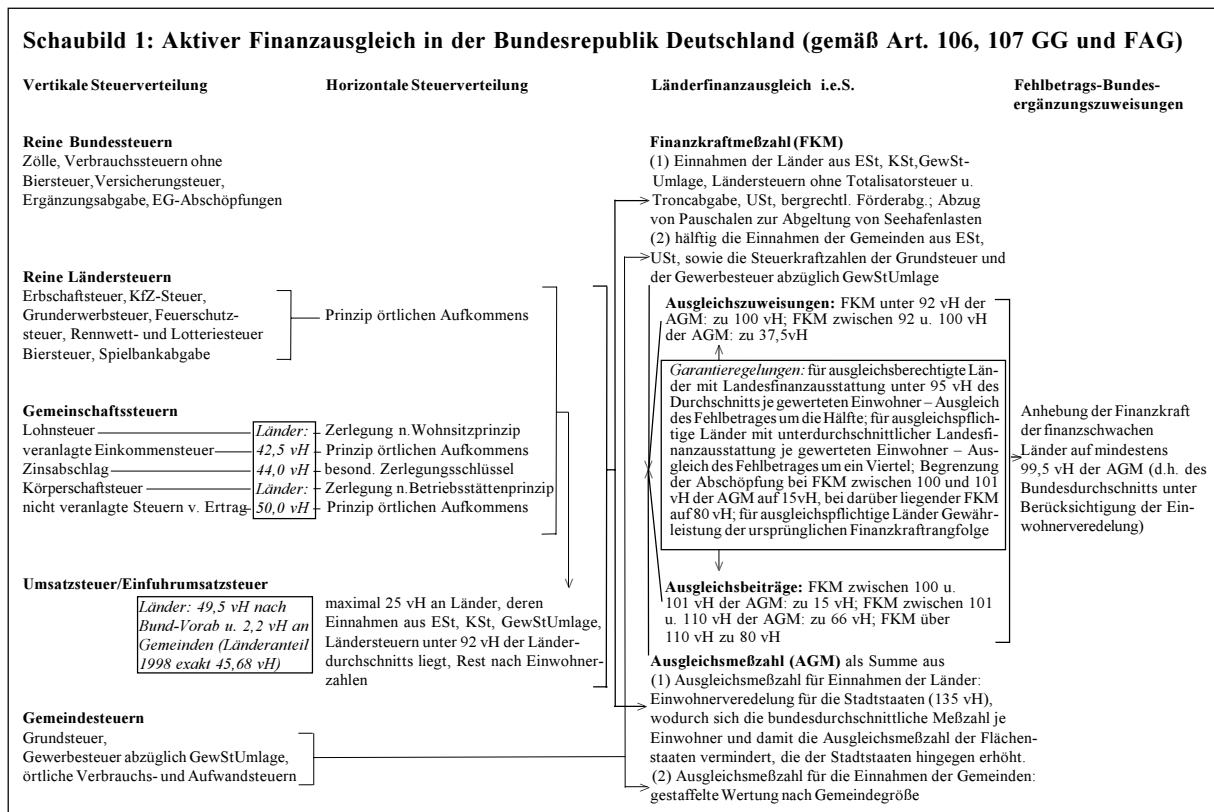 Schaubild 1: Aktiver Finanzausgleich in der Bundesrepublik Deutschland (gemäß Art. 106, 107 GG und FAG)
Vertikale Steuerverteilung
Reine Bundessteuern
Zölle, Verbrauchssteuern ohne
Biersteuer, Versicherungsteuer,
Ergänzungsabgabe, EG-Abschöpfungen
Reine Ländersteuern
Erbschaftsteuer, KfZ-Steuer,
Grunderwerbsteuer, Feuerschutz-
steuer, Rennwett- und Lotteriesteuer
Biersteuer, Spielbankabgabe
Gemeinschaftssteuern
Lohnsteuer
veranlagte Einkommensteuer
Zinsabschlag
Körperschaftsteuer
nicht veranlagte Steuern v. Ertrag
Länder:
42,5 vH
44,0 vH
Länder:
50,0 vH
Umsatzsteuer/Einfuhrumsatzsteuer
Länder: 49,5 vH nach
Bund-Vorab u. 2,2 vH an
Gemeinden (Länderanteil
1998 exakt 45,68 vH)
Gemeindesteuern
Grundsteuer,
Gewerbesteuer abzüglich GewStUmlage,
örtliche Verbrauchs- und Aufwandsteuern
Horizontale Steuerverteilung
Prinzip örtlichen Aufkommens
Zerlegung n. Wohnsitzprinzip
Prinzip örtlichen Aufkommens
besond. Zerlegungsschlüssel
Zerlegung n. Betriebsstättenprinzip
Prinzip örtlichen Aufkommens
maximal 25 vH an Länder, deren
Einnahmen aus ESt, KSt, GewStUmlage,
Ländersteuern unter 92 vH der Länder-
durchschnitts liegt, Rest nach Einwohner-
zahlen
Länderfinanzausgleich i.e.S.
Finanzkraftmeßzahl (FKM)
(1) Einnahmen der Länder aus ESt, KSt,GewSt-
Umlage, Ländersteuern ohne Totalisatorsteuer u.
Troncabgabe, USt, bergrechtl. Förderabg.; Abzug
von Pauschalen zur Abgeltung von Seehafenlasten
(2) hälftig die Einnahmen der Gemeinden aus ESt,
USt, sowie die Steuerkraftzahlen der Grundsteuer und
der Gewerbesteuer abzüglich GewStUmlage
Ausgleichszuweisungen: FKM unter 92 vH der
AGM: zu 100 vH; FKM zwischen 92 u. 100 vH
der AGM: zu 37,5vH
Garantieregelungen: für ausgleichsberechtigte Län-
der mit Landesfinanzausstattung unter 95 vH des
Durchschnitts je gewerteten Einwohner – Ausgleich
des Fehlbetrages um die Hälfte; für ausgleichspflich-
tige Länder mit unterdurchschnittlicher Landesfi-
nanzausstattung je gewerteten Einwohner – Aus-
gleich des Fehlbetrages um ein Viertel; Begrenzung
der Abschöpfung bei FKM zwischen 100 und 101
vH der AGM auf 15vH, bei darüber liegender FKM
auf 80 vH; für ausgleichspflichtige Länder Gewähr-
leistung der ursprünglichen Finanzkraftrangfolge
Ausgleichsbeiträge: FKM zwischen 100 u.
101 vH der AGM: zu 15 vH; FKM zwischen 101
u. 110 vH der AGM: zu 66 vH; FKM über
110 vH zu 80 vH
Ausgleichsmeßzahl (AGM) als Summe aus
(1) Ausgleichsmeßzahl für Einnahmen der Länder:
Einwohnerveredelung für die Stadtstaaten (135 vH),
wodurch sich die bundesdurchschnittliche Meßzahl je
Einwohner und damit die Ausgleichsmeßzahl der Flächen-
staaten vermindert, die der Stadtstaaten hingegen erhöht.
(2) Ausgleichsmeßzahl für die Einnahmen der Gemeinden:
gestaffelte Wertung nach Gemeindegröße
Fehlbetrags-Bundes-
ergänzungszuweisungen
Anhebung der Finanzkraft
der finanzschwachen
Länder auf mindestens
99,5 vH der AGM (d.h. des
Bundesdurchschnitts unter
Berücksichtigung der Ein-
wohnerveredelung)